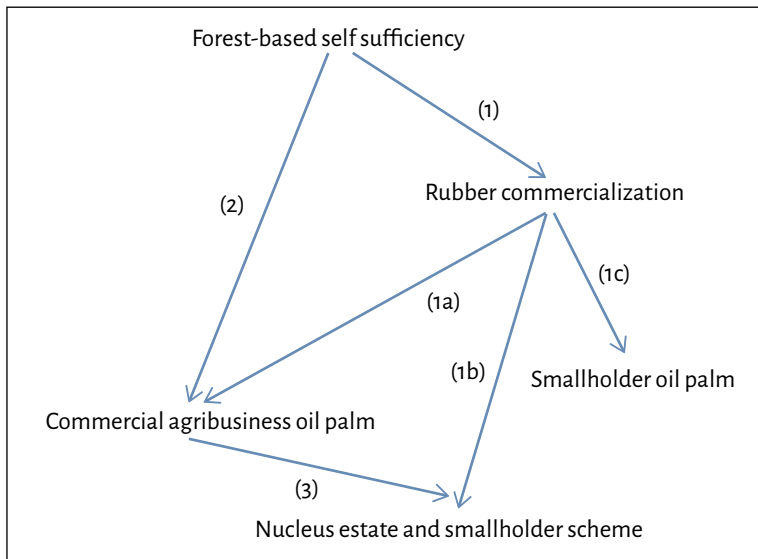 Forest-based self sufficiency
(1)
Rubber commercialization
(2)
(1c)
(1a)
(1b)
Smallholder oil palm
Commercial agribusiness oil palm
(3)
Nucleus estate and smallholder scheme